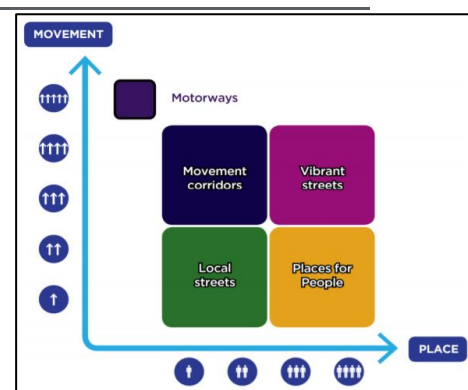 MOVEMENT
Motorways
Movement
corridors
Vibrant
streets
Local
streets
Places for
People
PLACE